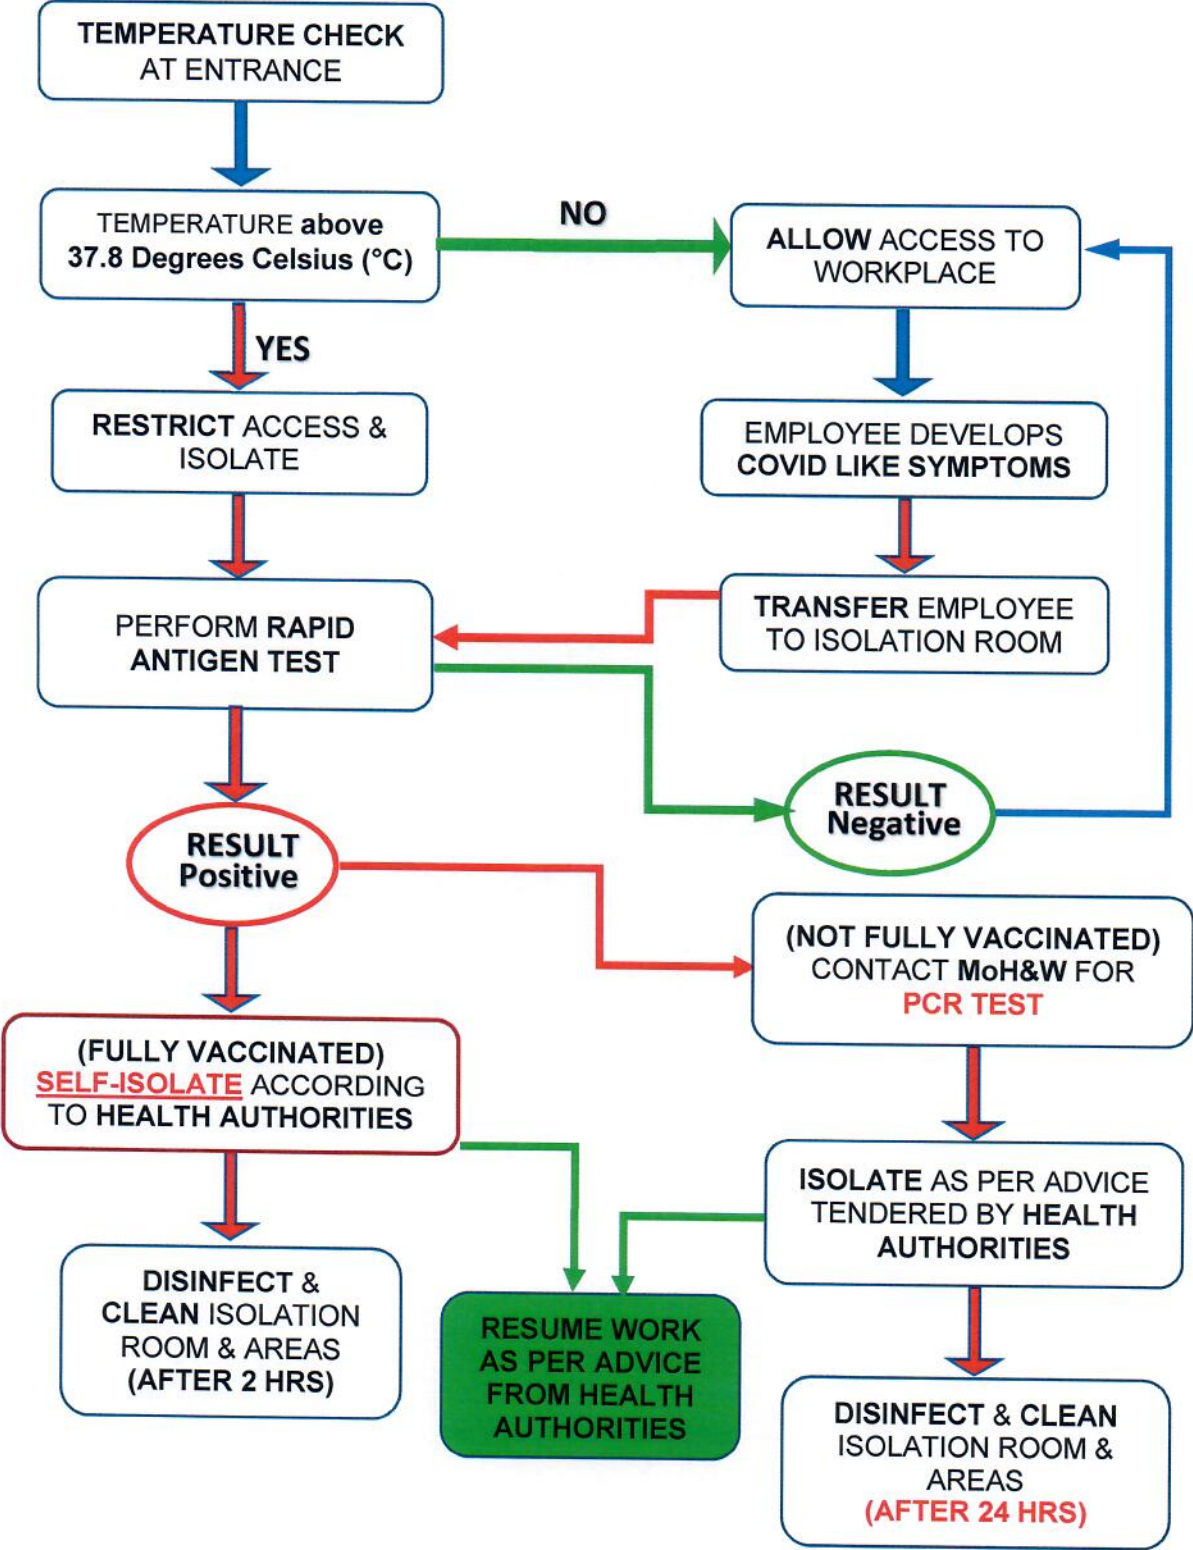 TEMPERATURE CHECK
AT ENTRANCE
TEMPERATURE above
37.8 Degrees Celsius (°C)
NO
ALLOW ACCESS TO
WORKPLACE
YES
RESTRICT ACCESS &
ISOLATE
EMPLOYEE DEVELOPS
COVID LIKE SYMPTOMS
PERFORM RAPID
ANTIGEN TEST
TRANSFER EMPLOYEE
TO ISOLATION ROOM
RESULT
Negative
RESULT
Positive
(NOT FULLY VACCINATED)
CONTACT MoH&W FOR
PCR TEST
(FULLY VACCINATED)
SELF-ISOLATE ACCORDING
TO HEALTH AUTHORITIES
ISOLATE AS PER ADVICE
TENDERED BY HEALTH
AUTHORITIES
DISINFECT &
CLEAN ISOLATION
ROOM & AREAS
(AFTER 2 HRS)
RESUME WORK
AS PER ADVICE
FROM HEALTH
AUTHORITIES
DISINFECT & CLEAN
ISOLATION ROOM &
AREAS
(AFTER 24 HRS)